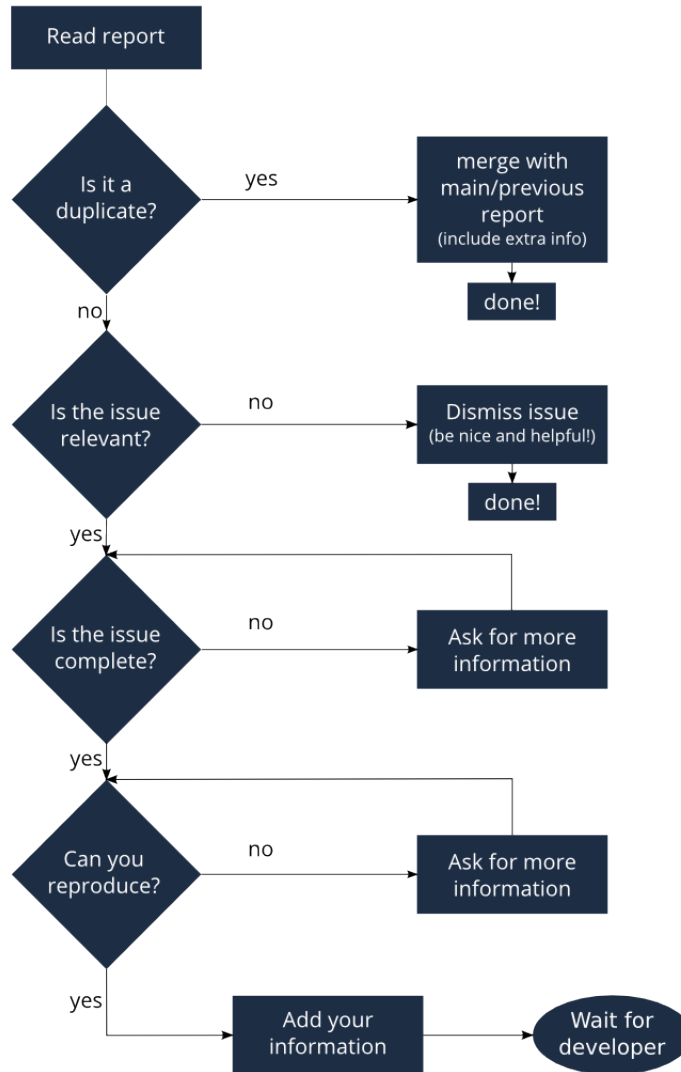 Read report
Is it a
duplicate?
yes
merge with
main/previous
report
(include extra info)
done!
no
Is the issue
relevant?
no
Dismiss issue
(be nice and helpful!)
done!
yes
Is the issue
complete?
no
Ask for more
information
yes
Can you
reproduce?
no
Ask for more
information
yes
Add your
information
Wait for
developer